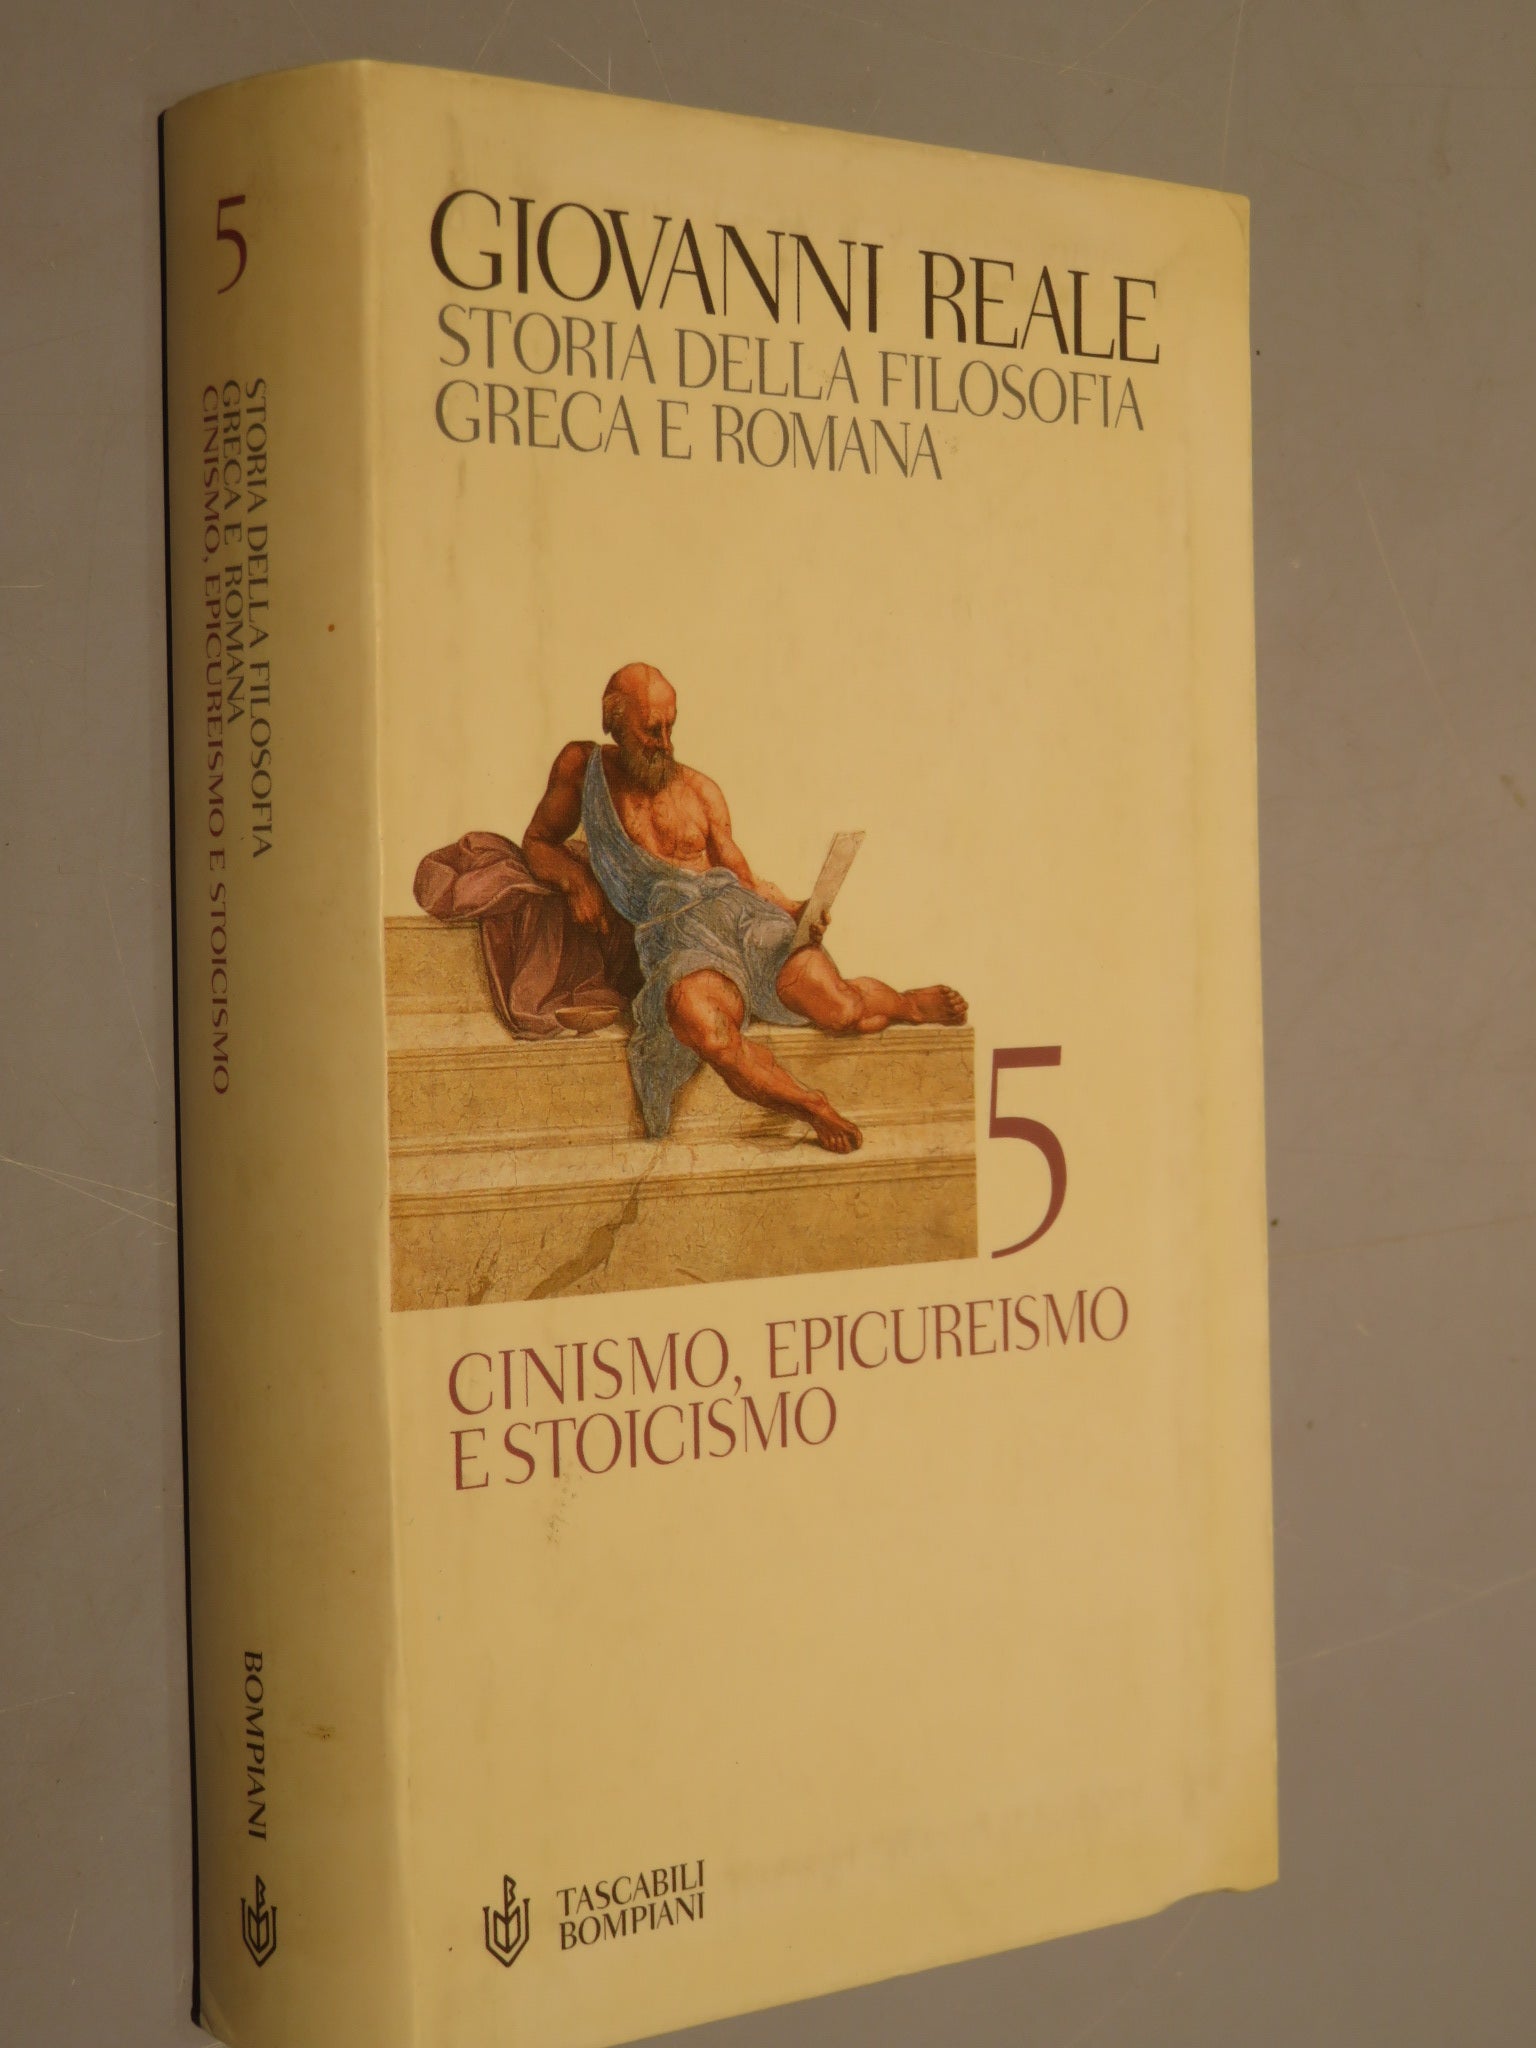 5
STORIA DELLA FILOSOFIA
GRECA E ROMANA
CINISMO, EPICUREISMO E STOICISMO
BOMPIANI
GIOVANNI REALE
STORIA DELLA FILOSOFIA
GRECA E ROMANA
5
CINISMO, EPICUREISMO
E STOICISMO
TASCABILI
BOMPIANI